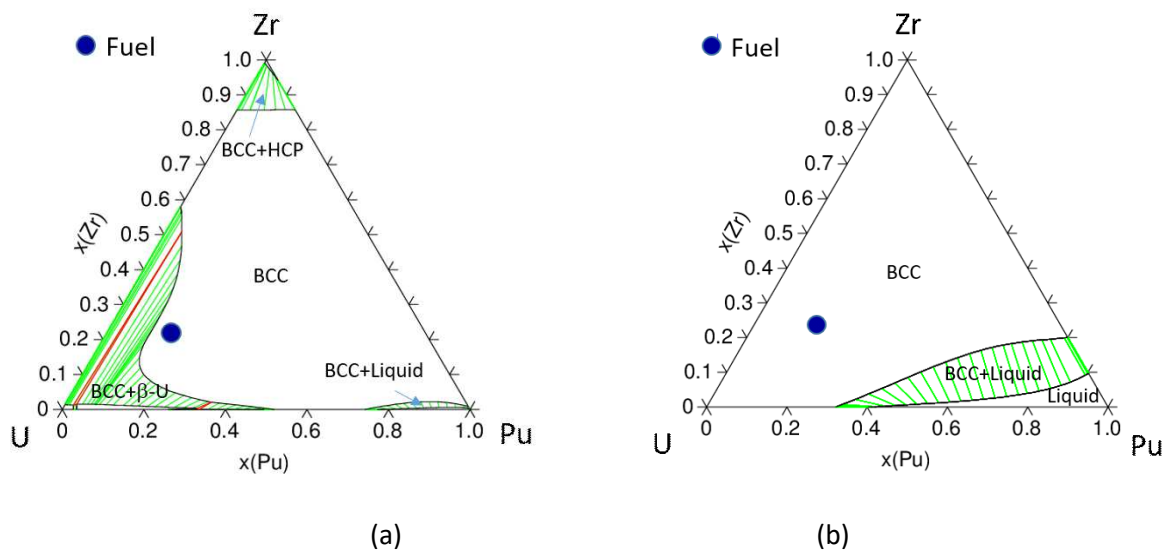 Zr
Fuel
1.0
0.9
0.8
0.7
0.6
0.5
0.4
0.3
0.2
0.1
0
x(Zr)
BCC+HCP
BCC
BCC+Liquid
BCC+β-U
U
0
0.2
0.4
0.6
0.8
1.0
Pu
x(Pu)
(a)
Zr
Fuel
1.0
0.9
0.8
0.7
0.6
0.5
0.4
0.3
0.2
0.1
0
x(Zr)
BCC
BCC+Liquid
Liquid
U
0
0.2
0.4
0.6
0.8
1.0
Pu
x(Pu)
(b)